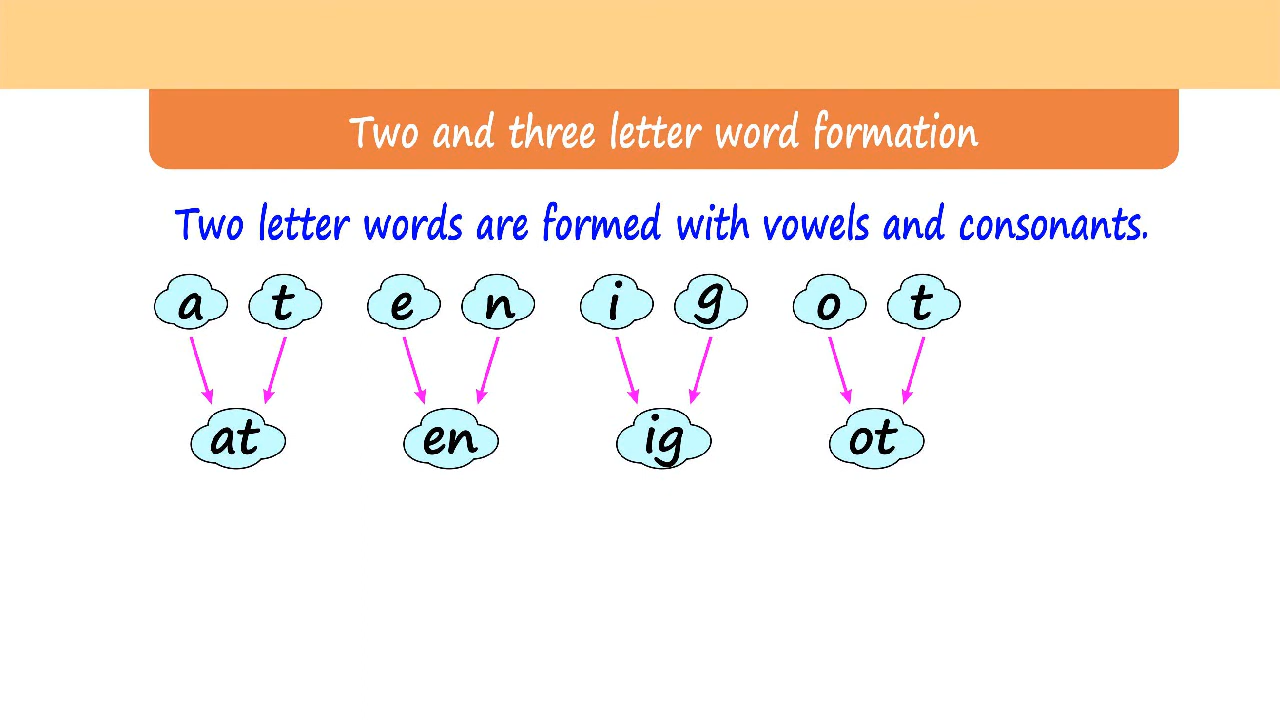 Two and three letter word formation
Two letter words are formed with vowels and consonants.
a t e n i g o t
at en ig ot